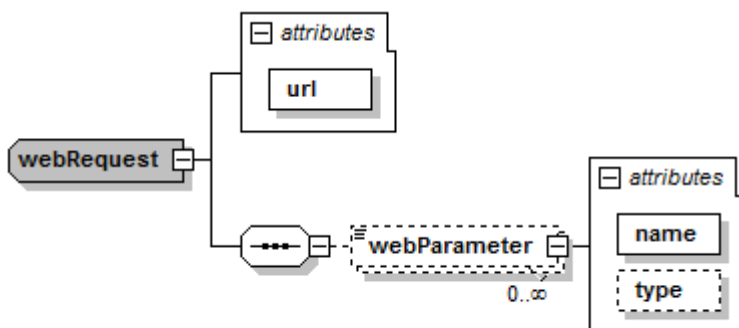 attributes
url
webRequest
webParameter
0..∞
attributes
name
type